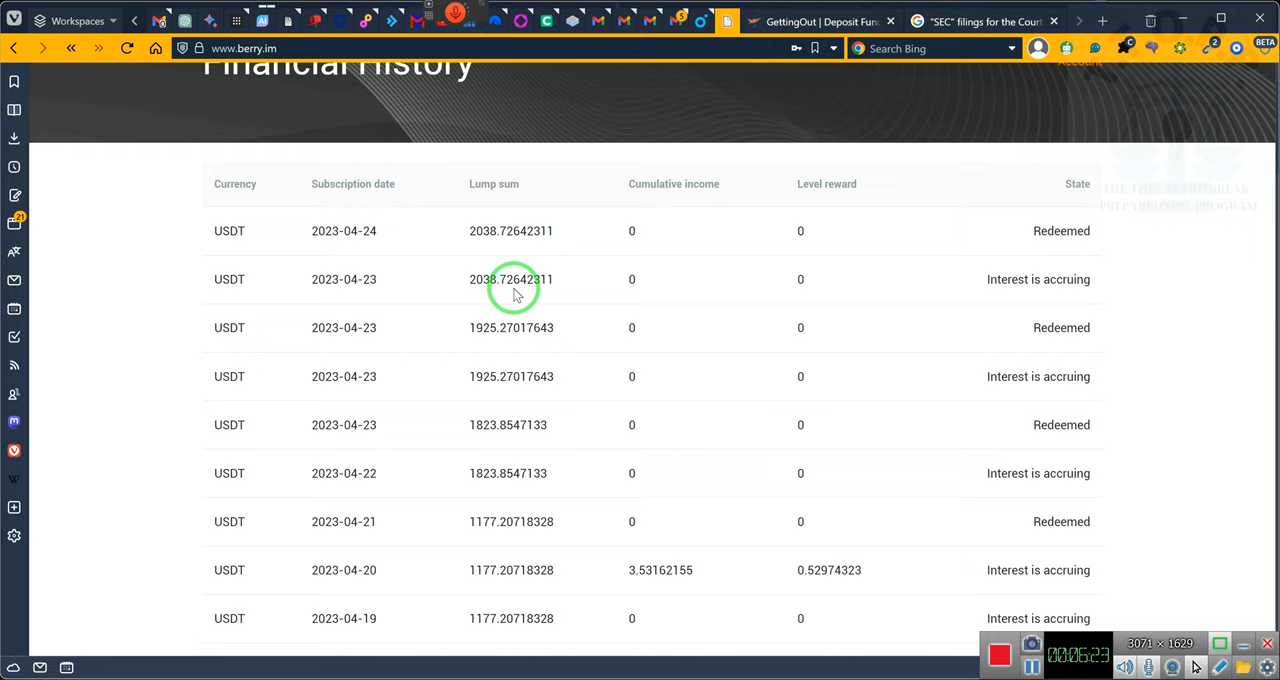 Workspaces
GettingOut | Deposit Fun
"SEC" filings for the Court
www.berry.im
Search Bing
C
2
BETA
5
21
Financial History
Account
Currency Subscription date Lump sum Cumulative income Level reward State
USDT 2023-04-24 2038.72642311 0 0 Redeemed
USDT 2023-04-23 2038.72642311 0 0 Interest is accruing
USDT 2023-04-23 1925.27017643 0 0 Redeemed
USDT 2023-04-23 1925.27017643 0 0 Interest is accruing
USDT 2023-04-23 1823.8547133 0 0 Redeemed
USDT 2023-04-22 1823.8547133 0 0 Interest is accruing
USDT 2023-04-21 1177.20718328 0 0 Redeemed
USDT 2023-04-20 1177.20718328 3.53162155 0.52974323 Interest is accruing
USDT 2023-04-19 1177.20718328 0 0 Interest is accruing
3071 × 1629
00:06:23